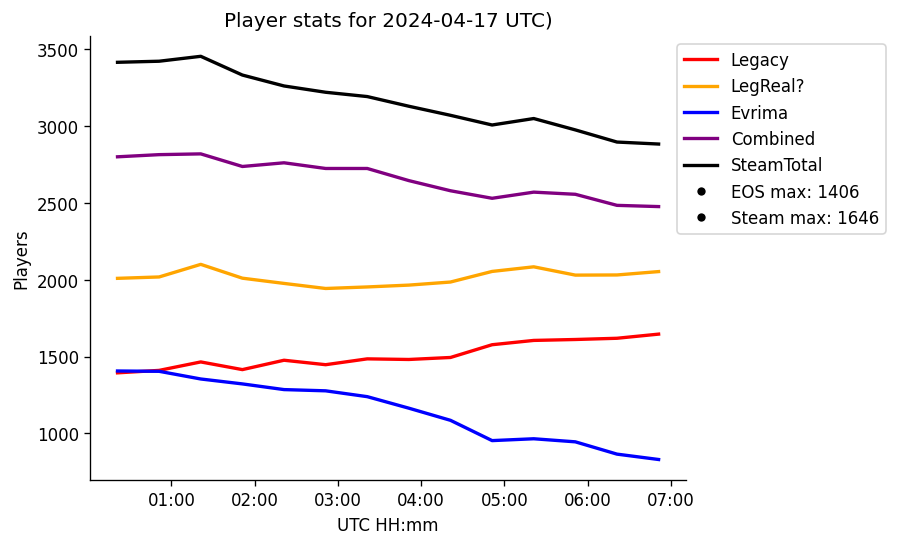 Player stats for 2024-04-17 UTC)
3500
3000
2500
2000
1500
1000
Players
01:00 02:00 03:00 04:00 05:00 06:00 07:00
UTC HH:mm
Legacy
LegReal?
Evrima
Combined
SteamTotal
EOS max: 1406
Steam max: 1646